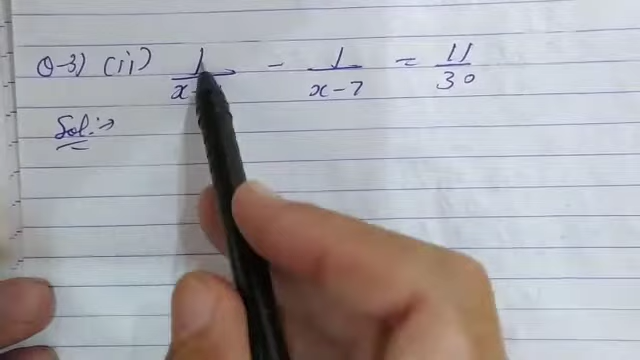 Q-3) (ii) 1/x - 1/x-7 = 11/30
Sol:→